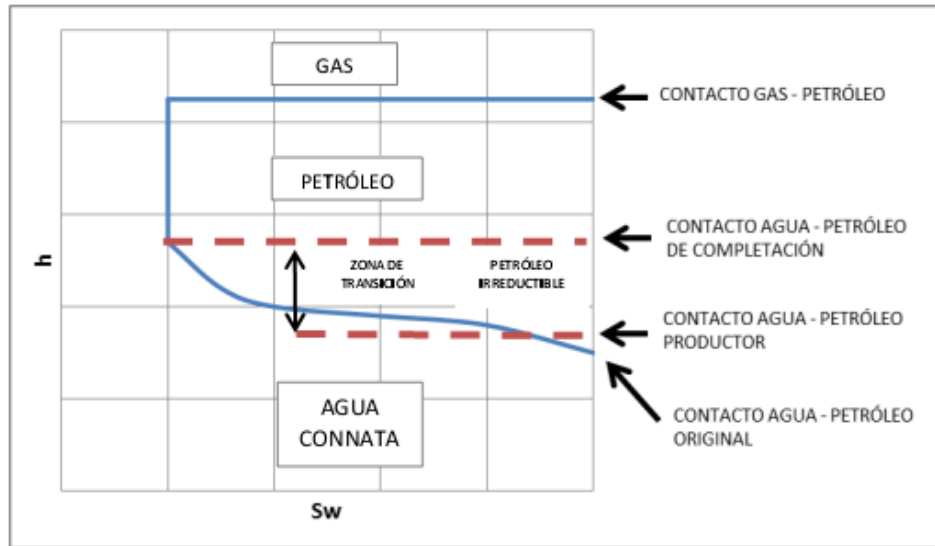 GAS
CONTACTO GAS - PETRÓLEO
PETRÓLEO
CONTACTO AGUA - PETRÓLEO
DE COMPLETACIÓN
h
ZONA DE
TRANSICIÓN
PETRÓLEO
IRREDUCTIBLE
CONTACTO AGUA - PETRÓLEO
PRODUCTOR
AGUA
CONNATA
CONTACTO AGUA - PETRÓLEO
ORIGINAL
Sw